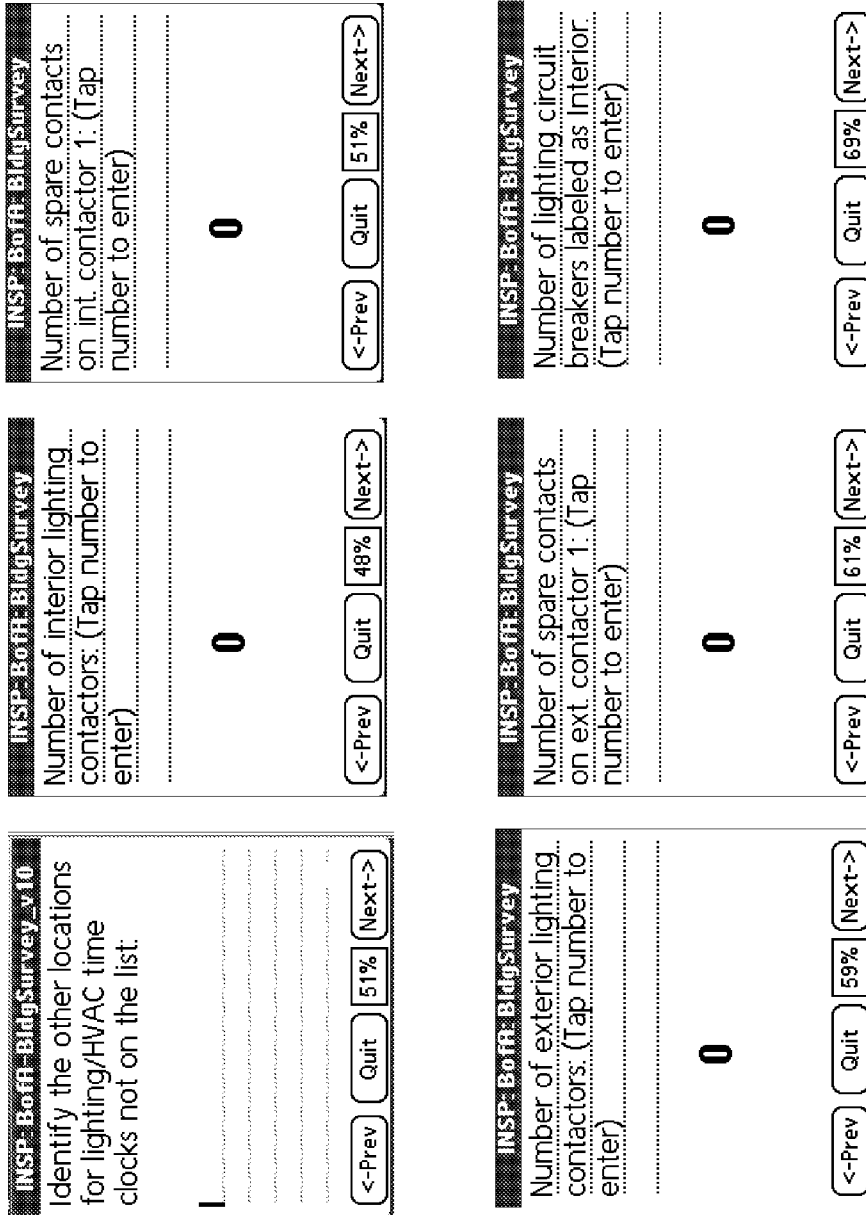 INSP: BofA: BldgSurvey_v10
Identify the other locations
for lighting/HVAC time
clocks not on the list.
<-Prev Quit 51% Next->
INSP: BofA: BldgSurvey
Number of interior lighting
contactors: (Tap number to
enter)
0
<-Prev Quit 48% Next->
INSP: BofA: BldgSurvey
Number of spare contacts
on int. contactor 1: (Tap
number to enter)
0
<-Prev Quit 51% Next->
INSP: BofA: BldgSurvey
Number of exterior lighting
contactors: (Tap number to
enter)
0
<-Prev Quit 59% Next->
INSP: BofA: BldgSurvey
Number of spare contacts
on ext. contactor 1: (Tap
number to enter)
0
<-Prev Quit 61% Next->
INSP: BofA: BldgSurvey
Number of lighting circuit
breakers labeled as Interior.
(Tap number to enter)
0
<-Prev Quit 69% Next->